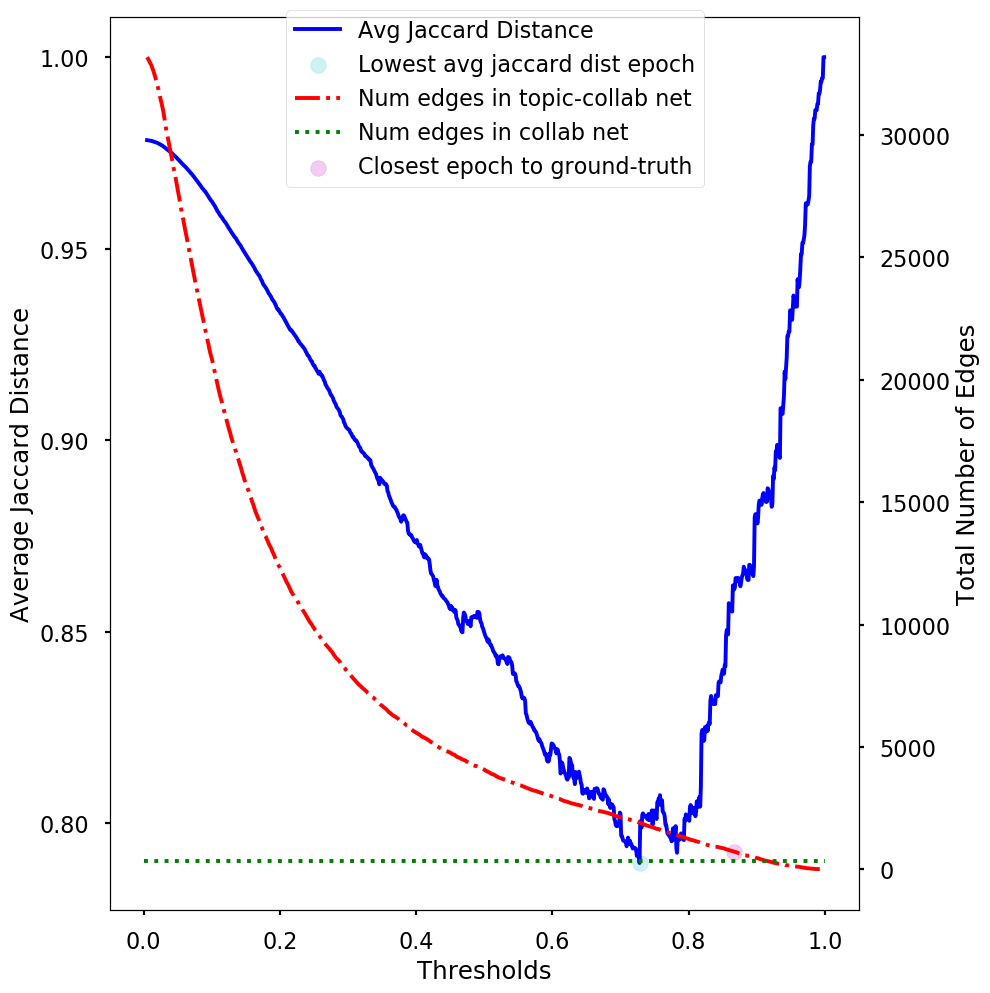 Avg Jaccard Distance
Lowest avg jaccard dist epoch
Num edges in topic-collab net
Num edges in collab net
Closest epoch to ground-truth
1.00
0.95
0.90
0.85
0.80
Average Jaccard Distance
30000
25000
20000
15000
10000
5000
0
Total Number of Edges
0.0 0.2 0.4 0.6 0.8 1.0
Thresholds